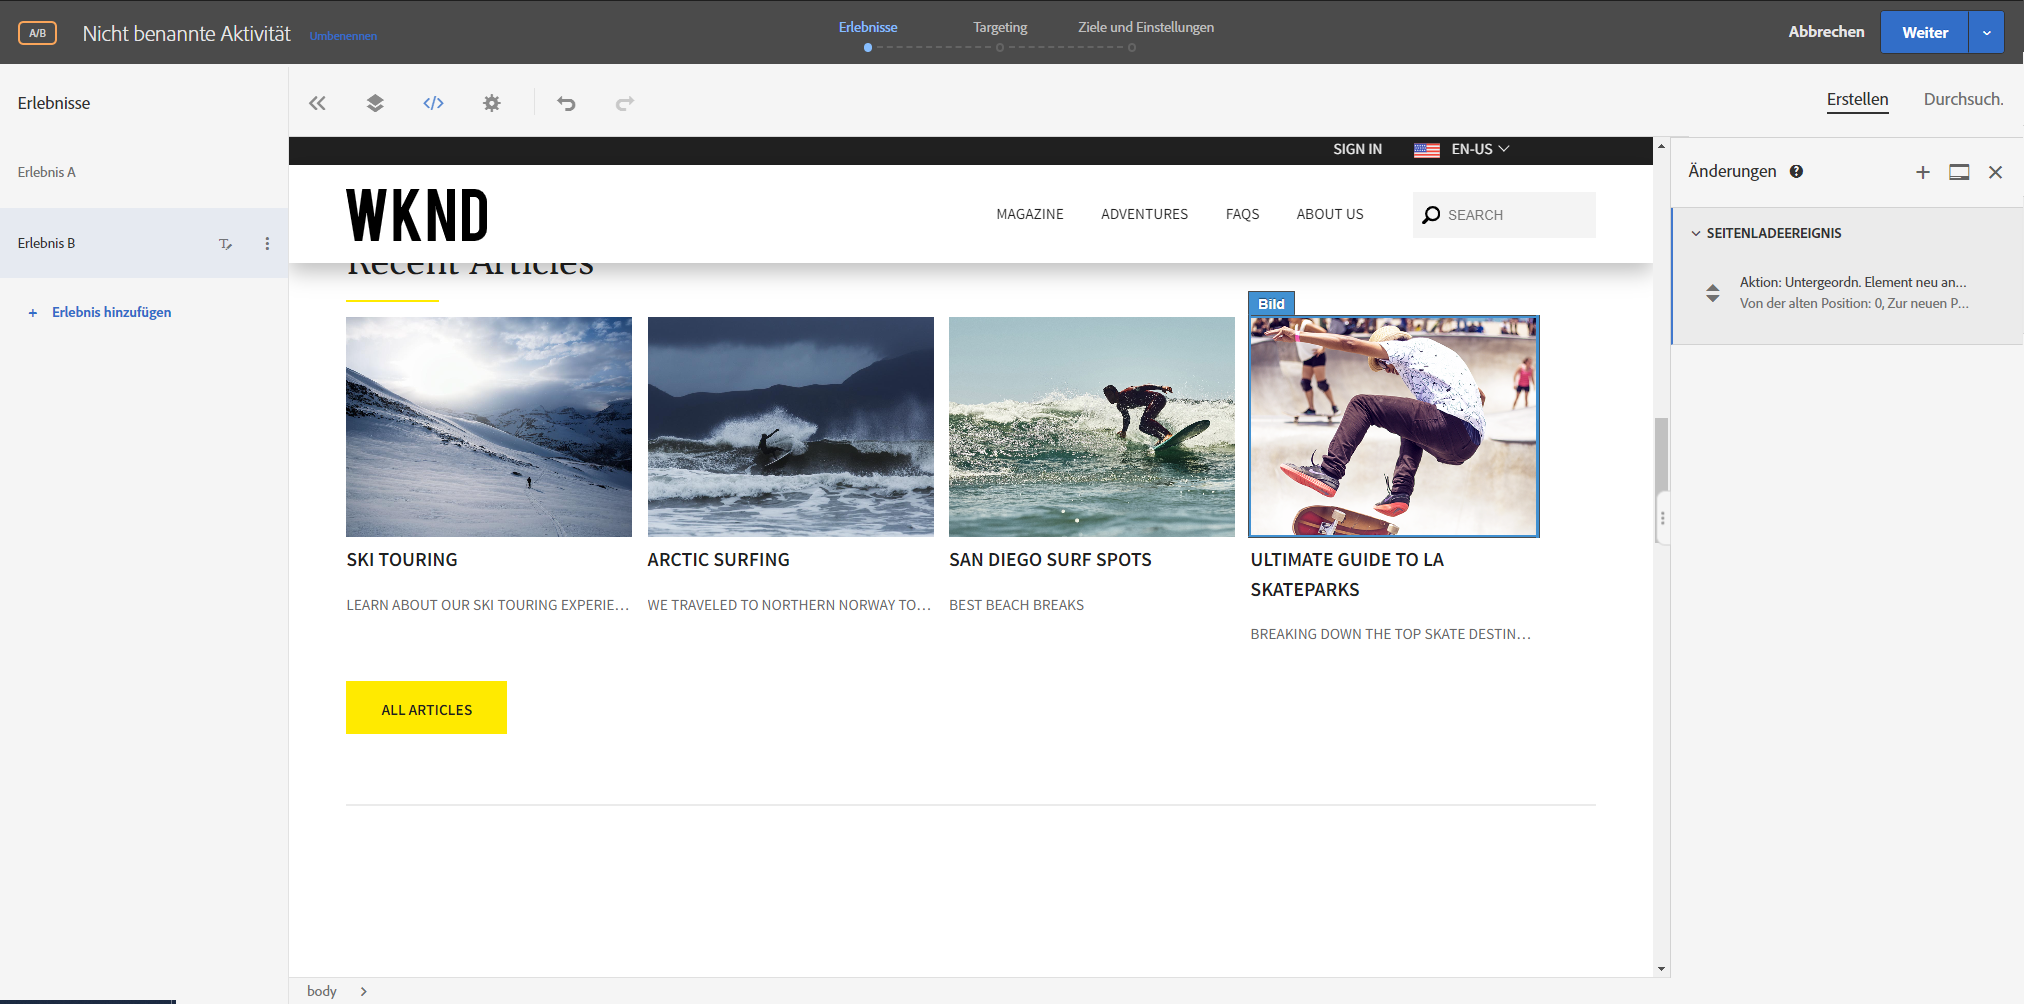 A/B
Nicht benannte Aktivität
Umbenennen
Erlebnisse
Targeting
Ziele und Einstellungen
Abbrechen
Weiter
Erlebnisse
Erstellen
Durchsuch.
Erlebnis A
Erlebnis B
+ Erlebnis hinzufügen
SIGN IN
EN-US
WKND
MAGAZINE
ADVENTURES
FAQS
ABOUT US
SEARCH
Recent Articles
Bild
SKI TOURING
LEARN ABOUT OUR SKI TOURING EXPERIE...
ARCTIC SURFING
WE TRAVELED TO NORTHERN NORWAY TO...
SAN DIEGO SURF SPOTS
BEST BEACH BREAKS
ULTIMATE GUIDE TO LA
SKATEPARKS
BREAKING DOWN THE TOP SKATE DESTIN...
ALL ARTICLES
Änderungen
SEITENLADEEREIGNIS
Aktion: Untergeordn. Element neu an...
Von der alten Position: 0, Zur neuen P...
body